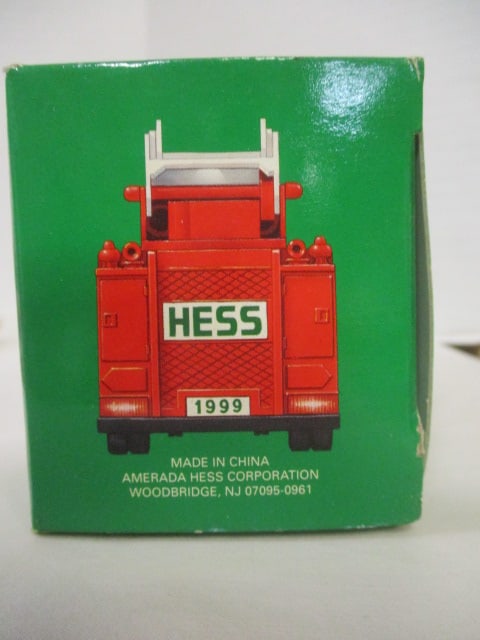 HESS
1999
MADE IN CHINA
AMERADA HESS CORPORATION
WOODBRIDGE, NJ 07095-0961